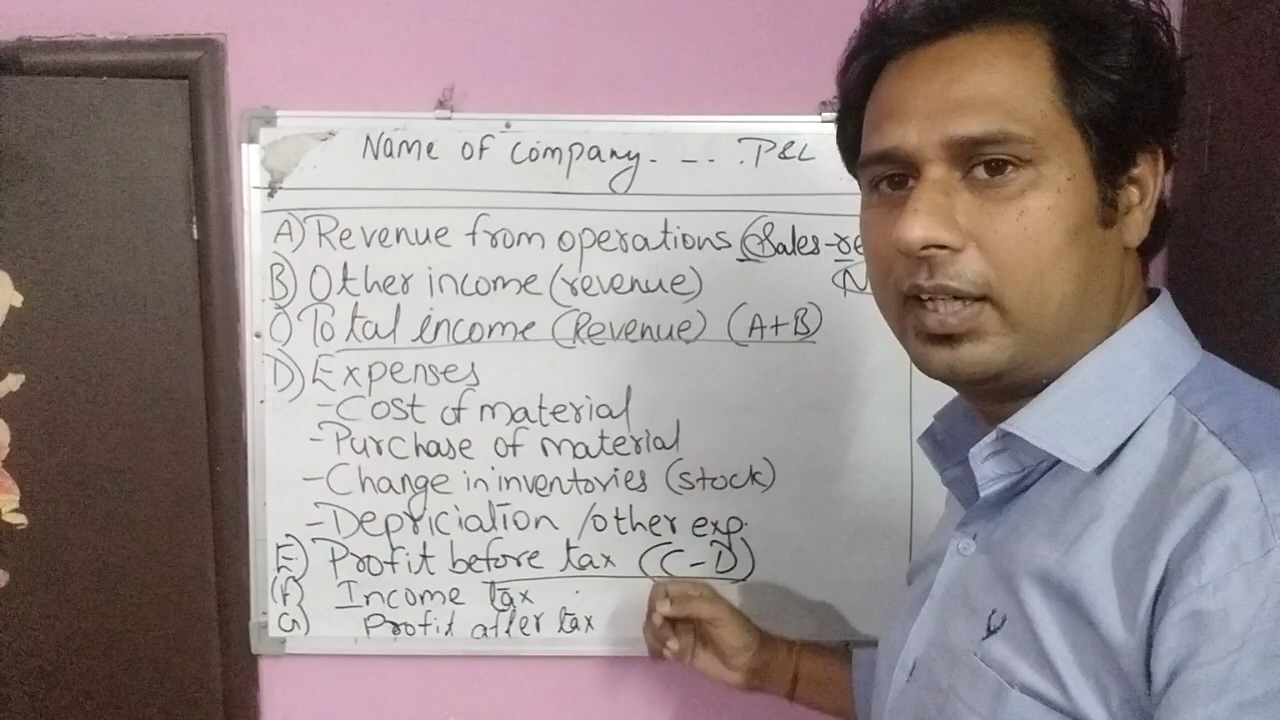 Name of company. -- . P&L
A) Revenue from operations (Sales-re
B) Other income (revenue)
C) Total income (Revenue) (A+B)
D) Expenses
-Cost of material
-Purchase of material
-Change in inventories (stock)
-Depriciation /other exp.
E) Profit before tax (C-D)
(F) Income tax
G) Profit after tax